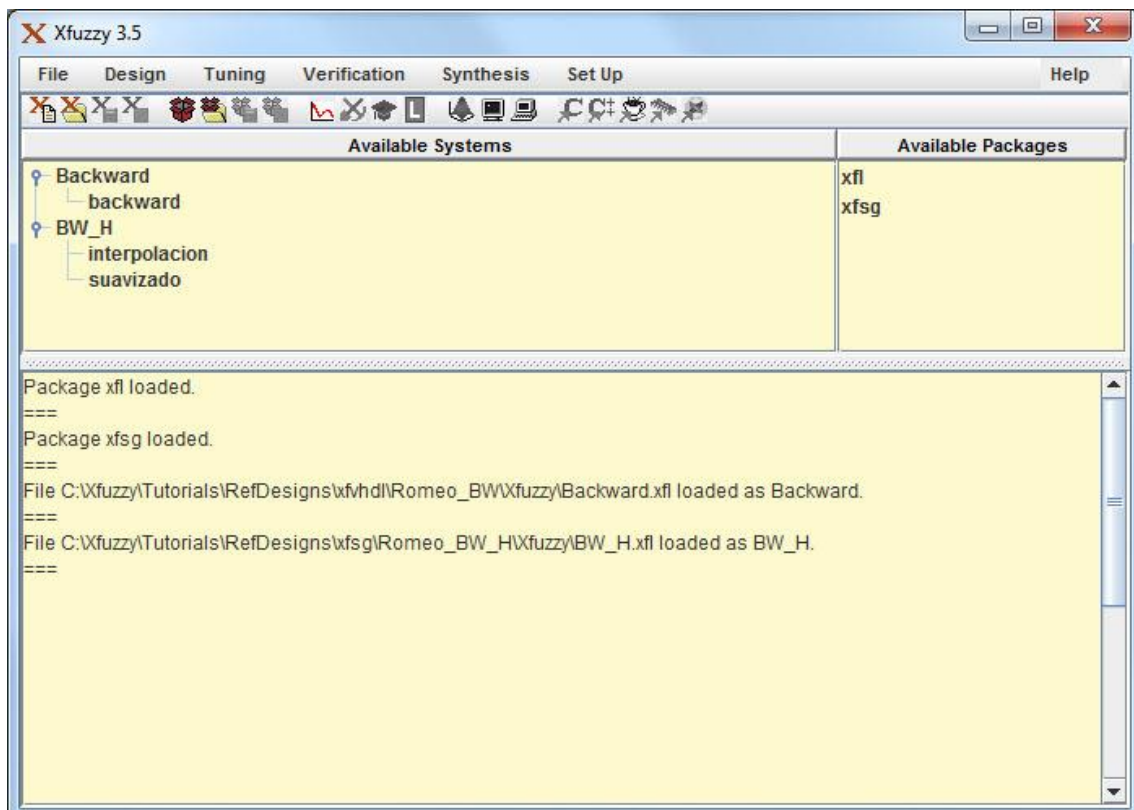 Xfuzzy 3.5
File Design Tuning Verification Synthesis Set Up Help
Available Systems Available Packages
Backward xfl
backward xfsg
BW_H
interpolacion
suavizado
Package xfl loaded.
===
Package xfsg loaded.
===
File C:\Xfuzzy\Tutorials\RefDesigns\xfvhdl\Romeo_BW\Xfuzzy\Backward.xfl loaded as Backward.
===
File C:\Xfuzzy\Tutorials\RefDesigns\xfsg\Romeo_BW_H\Xfuzzy\BW_H.xfl loaded as BW_H.
===